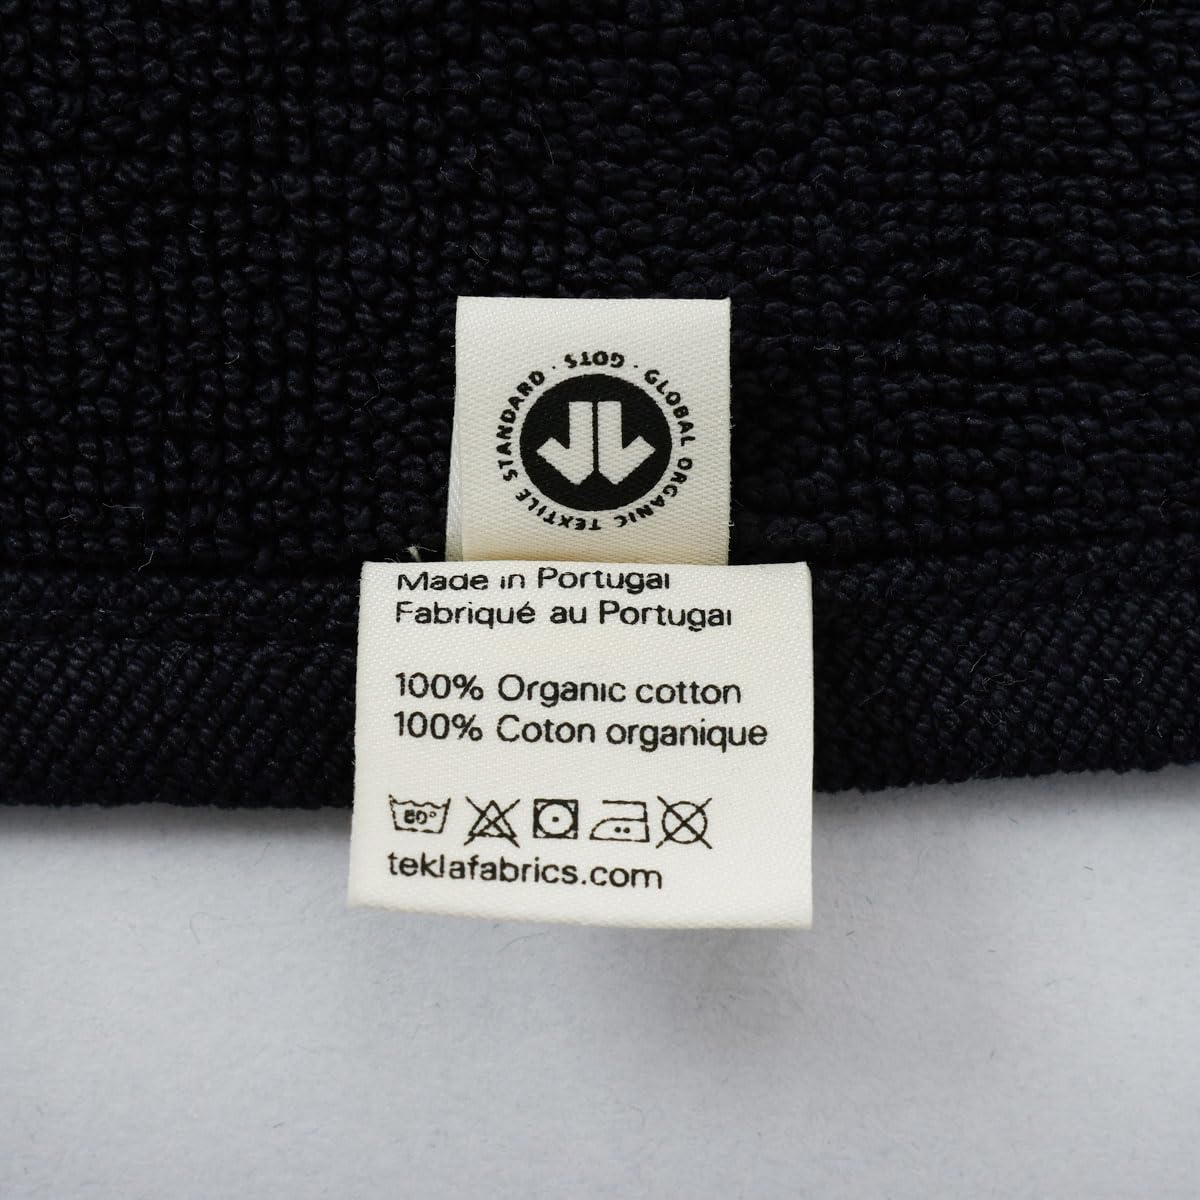 GOTS · GLOBAL ORGANIC TEXTILE STANDARD ·
Made in Portugal
Fabriqué au Portugal
100% Organic cotton
100% Coton organique
teklafabrics.com